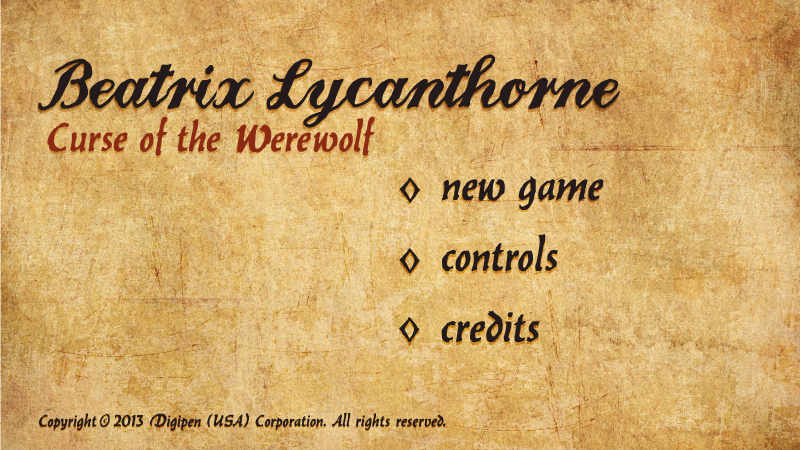 Beatrix Lycanthorne
Curse of the Werewolf
◇ new game
◇ controls
◇ credits
Copyright © 2013 Digipen (USA) Corporation. All rights reserved.